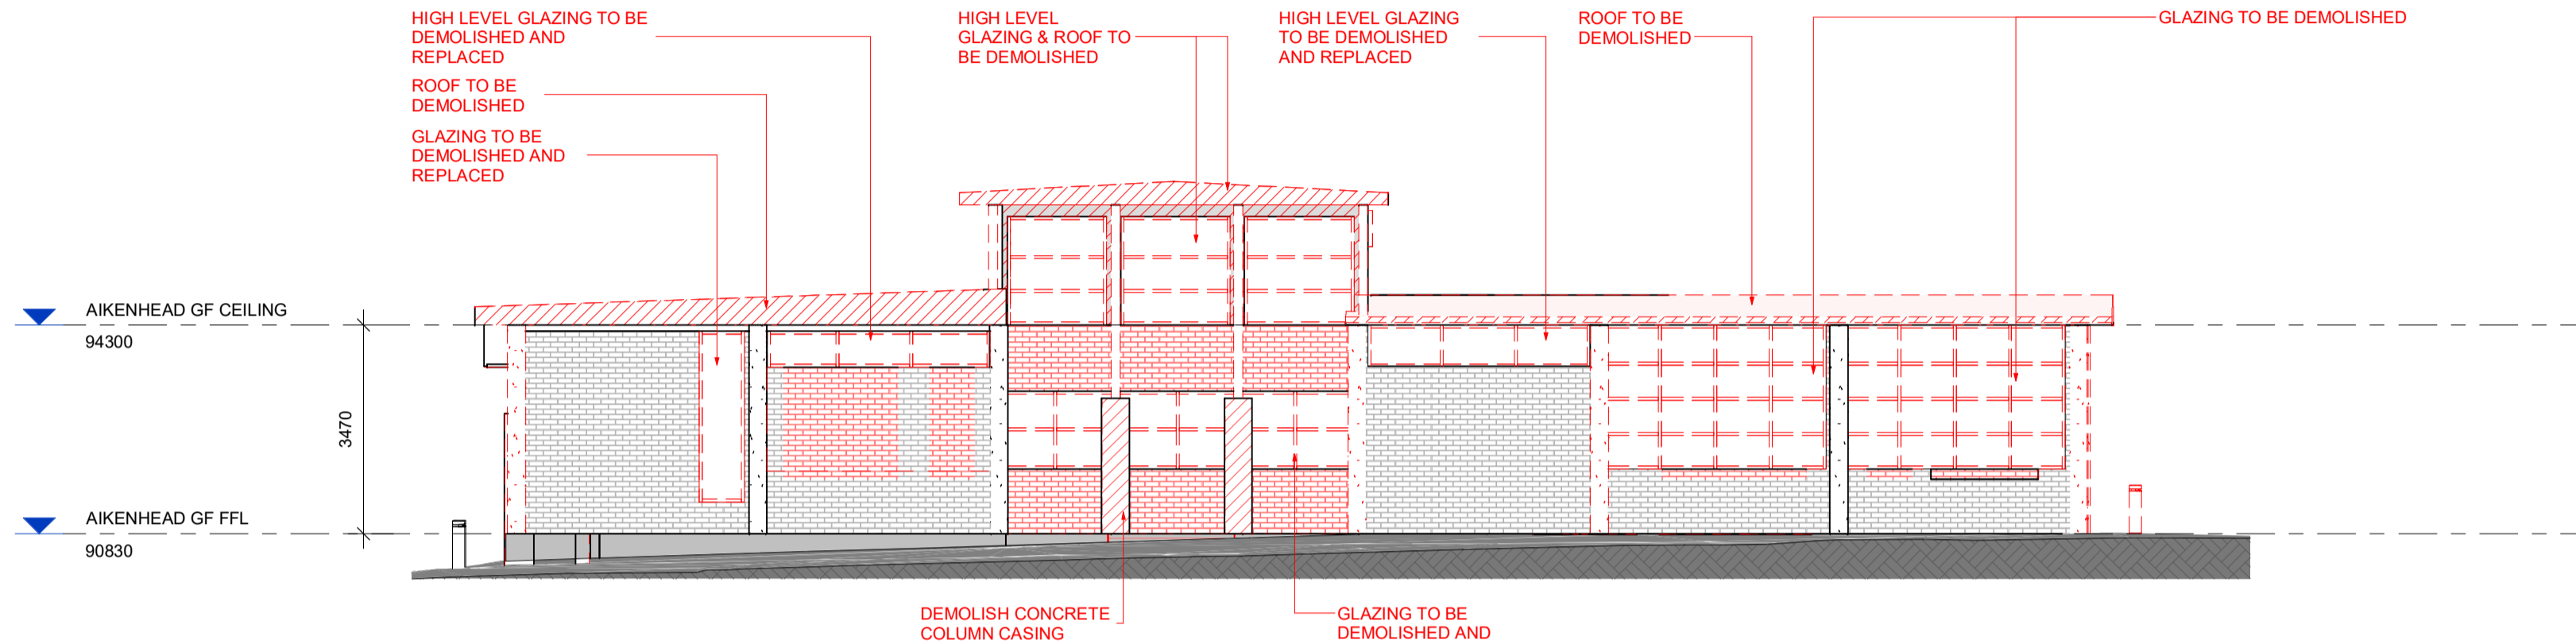 HIGH LEVEL GLAZING TO BE
DEMOLISHED AND
REPLACED
ROOF TO BE
DEMOLISHED
GLAZING TO BE
DEMOLISHED AND
REPLACED
HIGH LEVEL
GLAZING & ROOF TO
BE DEMOLISHED
HIGH LEVEL GLAZING
TO BE DEMOLISHED
AND REPLACED
ROOF TO BE
DEMOLISHED
GLAZING TO BE DEMOLISHED
AIKENHEAD GF CEILING
94300
3470
AIKENHEAD GF FFL
90830
DEMOLISH CONCRETE
COLUMN CASING
GLAZING TO BE
DEMOLISHED AND